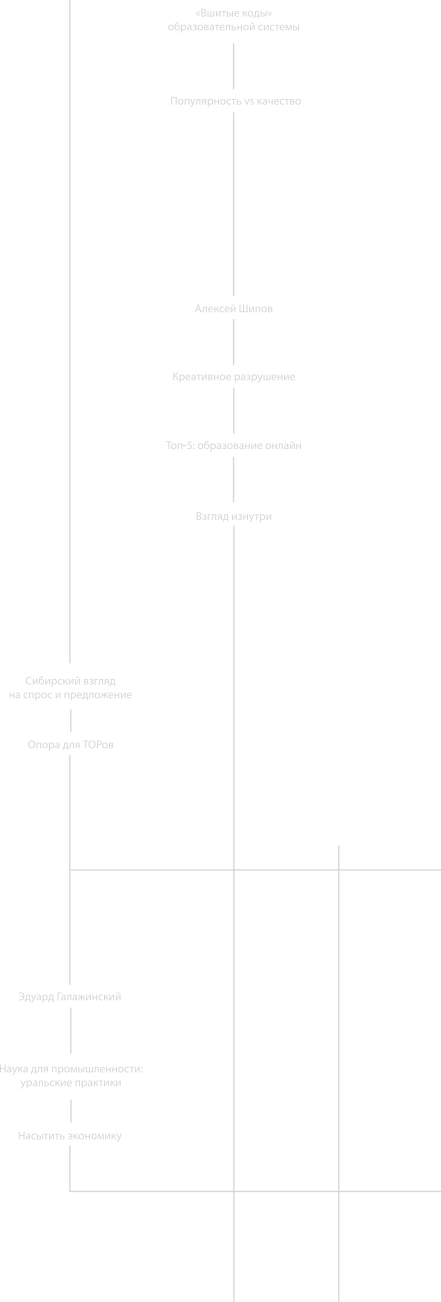 «Вшитые коды»
образовательной системы
Популярность vs качество
Алексей Шипов
Креативное разрушение
Топ-5: образование онлайн
Взгляд изнутри
Сибирский взгляд
на спрос и предложение
Опора для ТОРов
Эдуард Галажинский
Наука для промышленности:
уральские практики
Насытить экономику